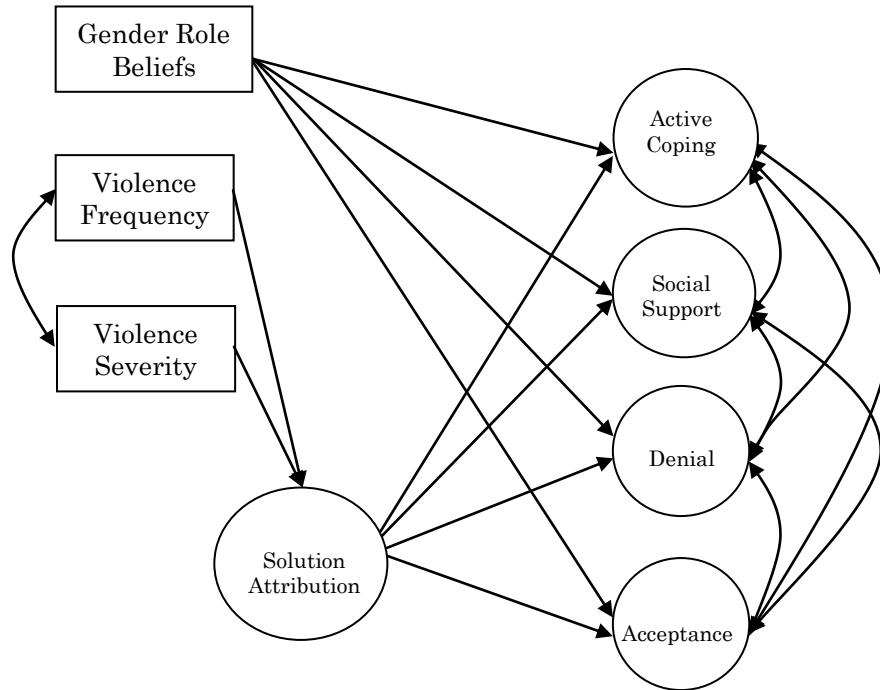 Gender Role
Beliefs
Violence
Frequency
Violence
Severity
Solution
Attribution
Active
Coping
Social
Support
Denial
Acceptance